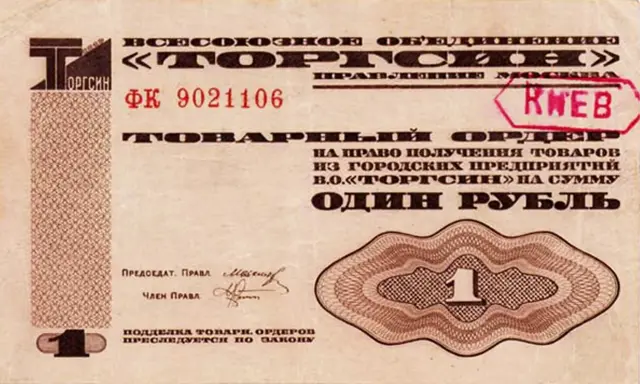 ВСЕСОЮЗНОЕ ОБЪЕДИНЕНИЕ
«ТОРГСИН»
ПРАВЛЕНИЕ МОСКВА
ТОРГСИН
ФК 9021106
КИЕВ
ТОВАРНЫЙ ОРДЕР
НА ПРАВО ПОЛУЧЕНИЯ ТОВАРОВ
ИЗ ГОРОДСКИХ ПРЕДПРИЯТИЙ
В.О. «ТОРГСИН» НА СУММУ
ОДИН РУБЛЬ
ПРЕДСЕДАТ. ПРАВЛ.
ЧЛЕН ПРАВЛ.
1
1
ПОДДЕЛКА ТОВАРН. ОРДЕРОВ
ПРЕСЛЕДУЕТСЯ ПО ЗАКОНУ